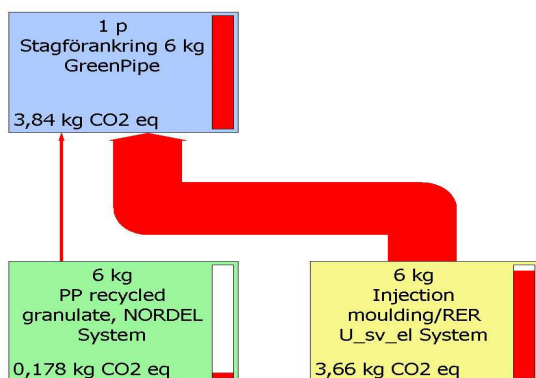 1 p
Stagförankring 6 kg
GreenPipe
3,84 kg CO2 eq
6 kg
PP recycled
granulate, NORDEL
System
0,178 kg CO2 eq
6 kg
Injection
moulding/RER
U_sv_el System
3,66 kg CO2 eq